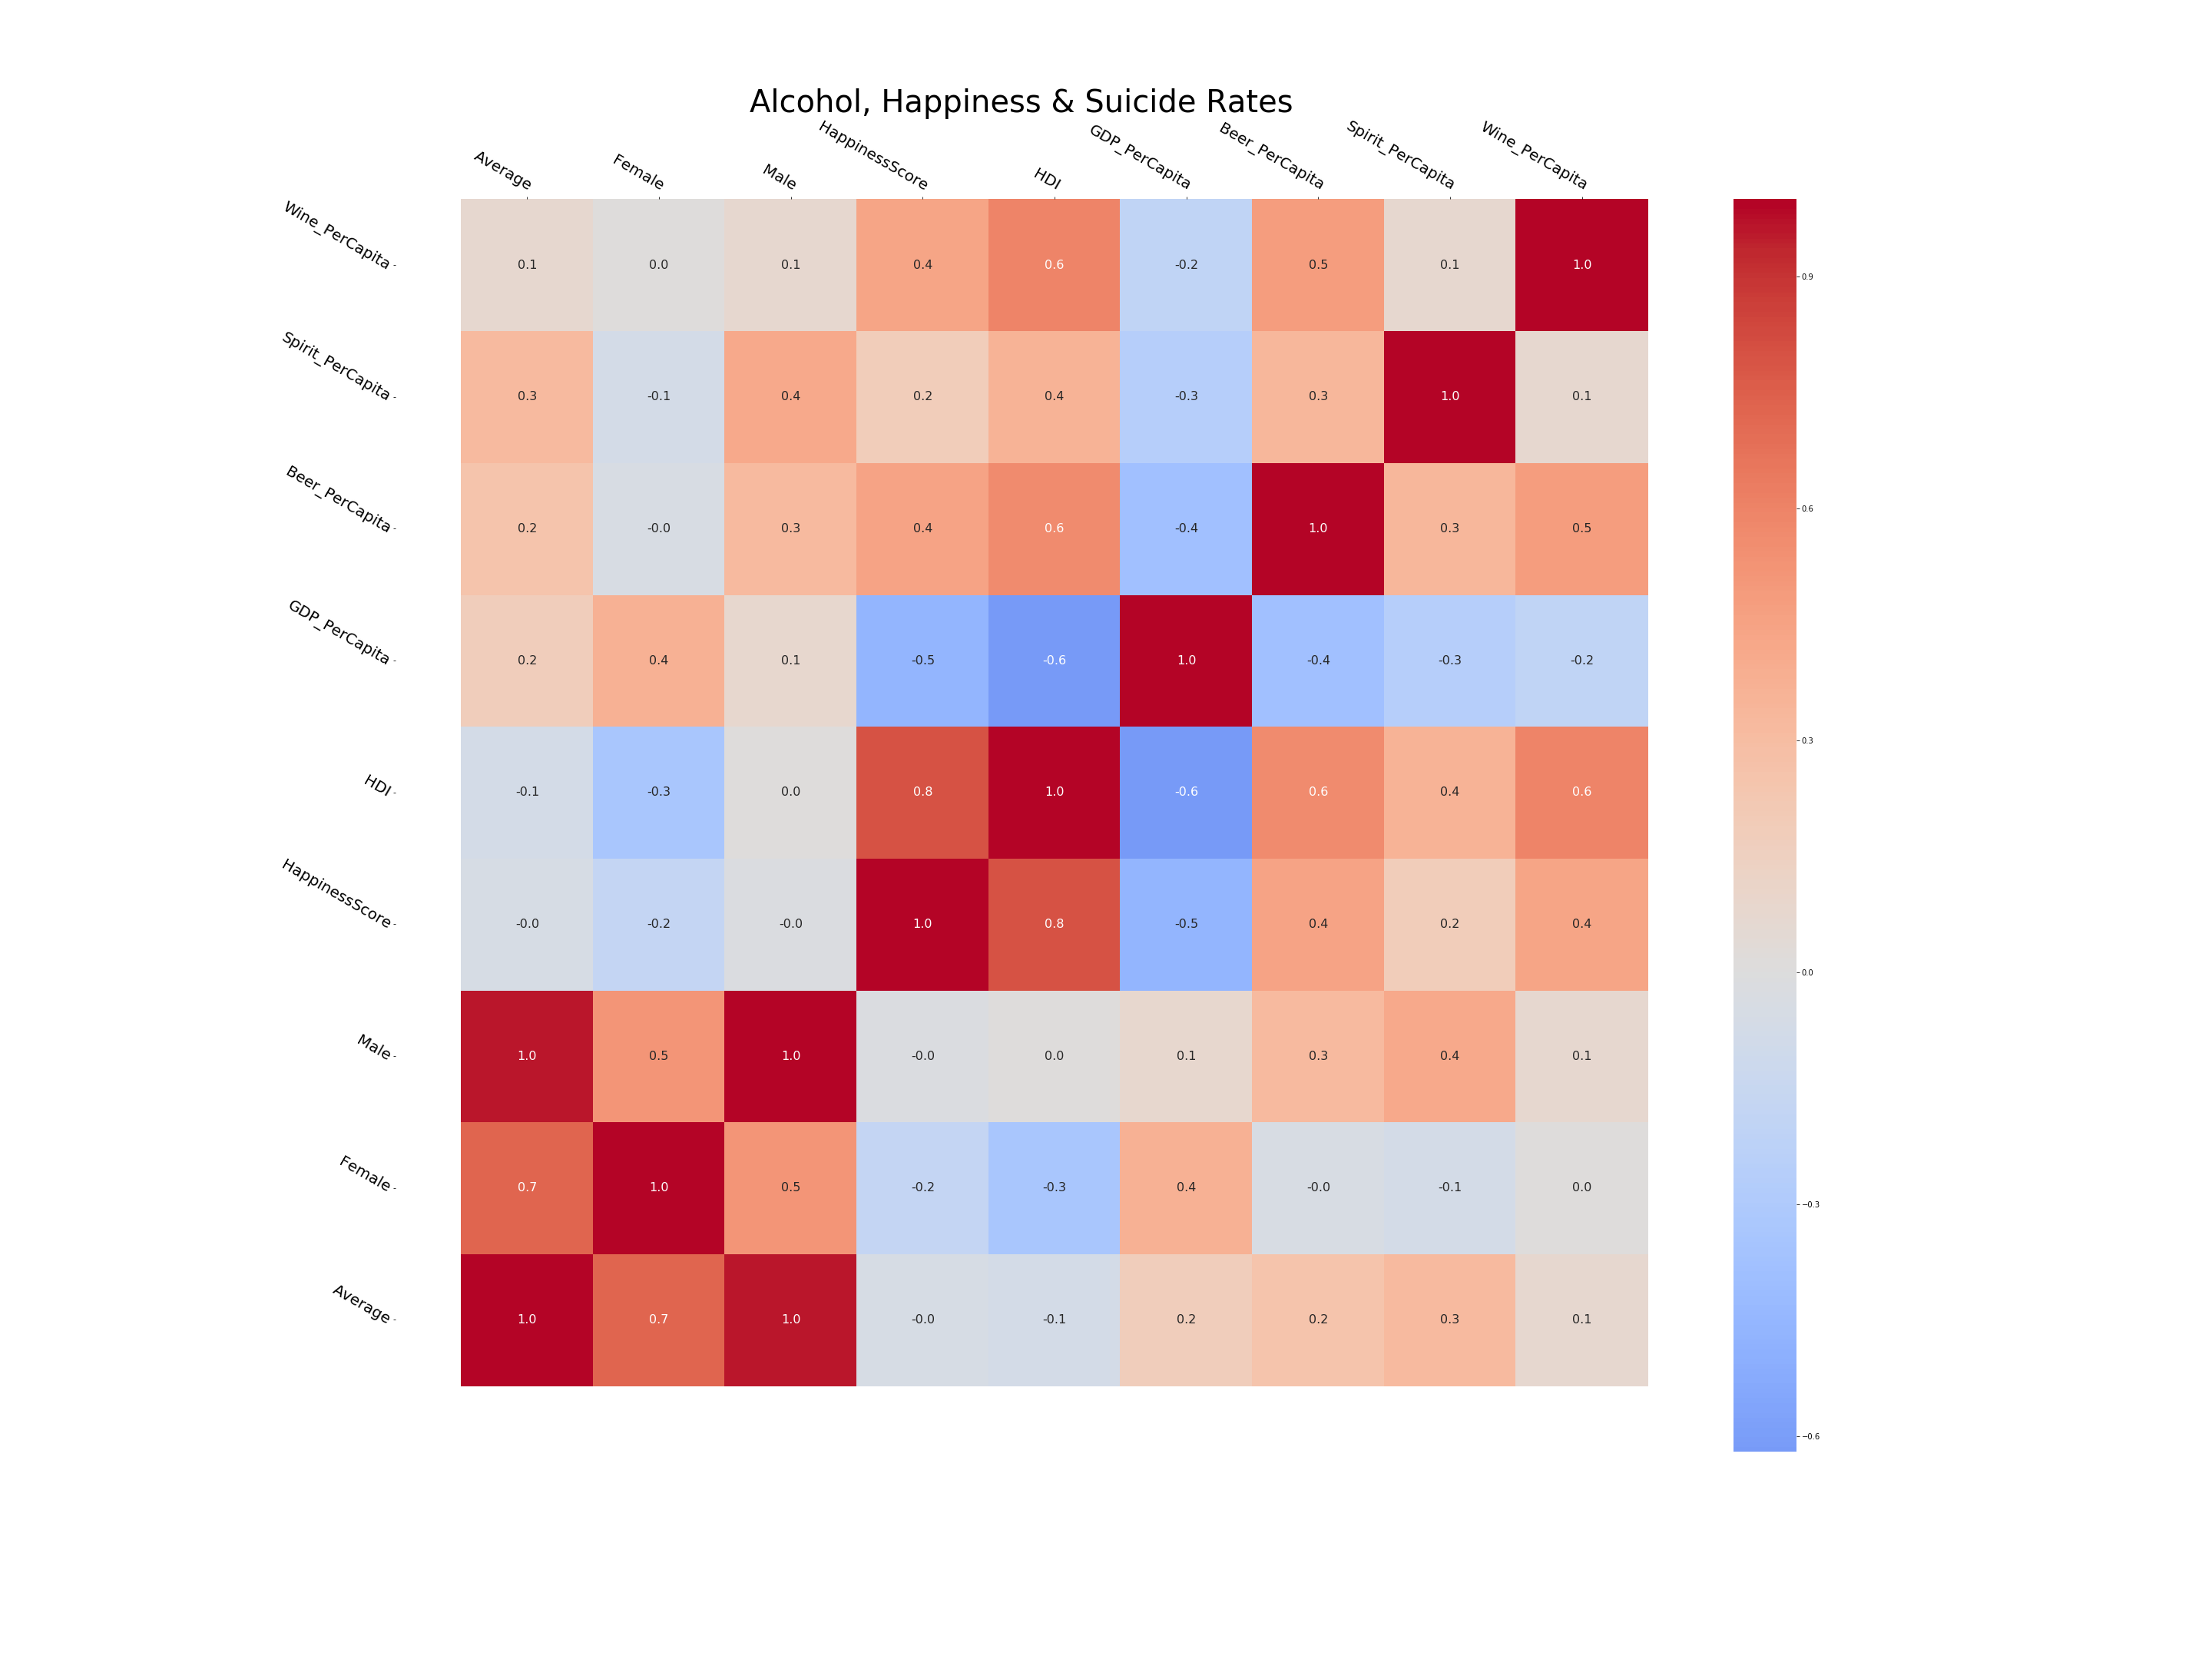 Alcohol, Happiness & Suicide Rates
Average Female Male HappinessScore HDI GDP_PerCapita Beer_PerCapita Spirit_PerCapita Wine_PerCapita
Wine_PerCapita 0.1 0.0 0.1 0.4 0.6 -0.2 0.5 0.1 1.0
Spirit_PerCapita 0.3 -0.1 0.4 0.2 0.4 -0.3 0.3 1.0 0.1
Beer_PerCapita 0.2 -0.0 0.3 0.4 0.6 -0.4 1.0 0.3 0.5
GDP_PerCapita 0.2 0.4 0.1 -0.5 -0.6 1.0 -0.4 -0.3 -0.2
HDI -0.1 -0.3 0.0 0.8 1.0 -0.6 0.6 0.4 0.6
HappinessScore -0.0 -0.2 -0.0 1.0 0.8 -0.5 0.4 0.2 0.4
Male 1.0 0.5 1.0 -0.0 0.0 0.1 0.3 0.4 0.1
Female 0.7 1.0 0.5 -0.2 -0.3 0.4 -0.0 -0.1 0.0
Average 1.0 0.7 1.0 -0.0 -0.1 0.2 0.2 0.3 0.1
0.9
0.6
0.3
0.0
−0.3
−0.6